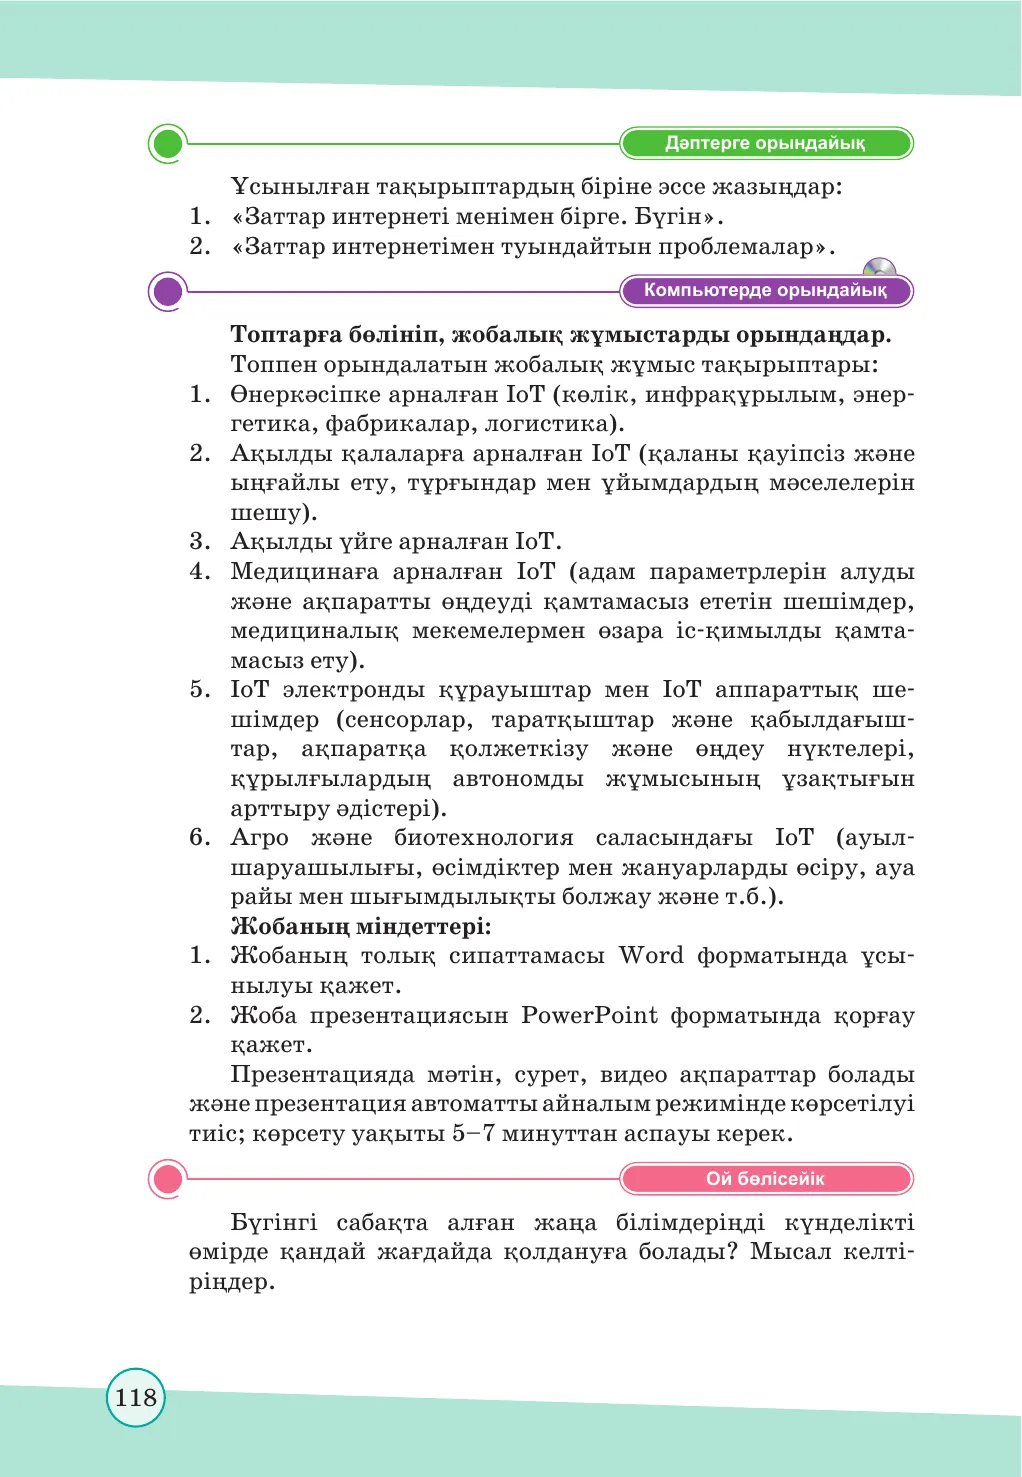 Дәптерге орындайық
Ұсынылған тақырыптардың біріне эссе жазыңдар:
1. «Заттар интернеті менімен бірге. Бүгін».
2. «Заттар интернетімен туындайтын проблемалар».
Компьютерде орындайық
Топтарға бөлініп, жобалық жұмыстарды орындаңдар.
Топпен орындалатын жобалық жұмыс тақырыптары:
1. Өнеркәсіпке арналған IoT (көлік, инфрақұрылым, энер-
гетика, фабрикалар, логистика).
2. Ақылды қалаларға арналған IoT (қаланы қауіпсіз және
ыңғайлы ету, тұрғындар мен ұйымдардың мәселелерін
шешу).
3. Ақылды үйге арналған IoT.
4. Медицинаға арналған IoT (адам параметрлерін алуды
және ақпаратты өңдеуді қамтамасыз ететін шешімдер,
медициналық мекемелермен өзара іс-қимылды қамта-
масыз ету).
5. IoT электронды құрауыштар мен IoT аппараттық ше-
шімдер (сенсорлар, таратқыштар және қабылдағыш-
тар, ақпаратқа қолжеткізу және өңдеу нүктелері,
құрылғылардың автономды жұмысының ұзақтығын
арттыру әдістері).
6. Агро және биотехнология саласындағы IoT (ауыл-
шаруашылығы, өсімдіктер мен жануарларды өсіру, ауа
райы мен шығымдылықты болжау және т.б.).
Жобаның міндеттері:
1. Жобаның толық сипаттамасы Word форматында ұсы-
нылуы қажет.
2. Жоба презентациясын PowerPoint форматында қорғау
қажет.
Презентацияда мәтін, сурет, видео ақпараттар болады
және презентация автоматты айналым режимінде көрсетілуі
тиіс; көрсету уақыты 5–7 минуттан аспауы керек.
Ой бөлісейік
Бүгінгі сабақта алған жаңа білімдеріңді күнделікті
өмірде қандай жағдайда қолдануға болады? Мысал келті-
ріңдер.
118